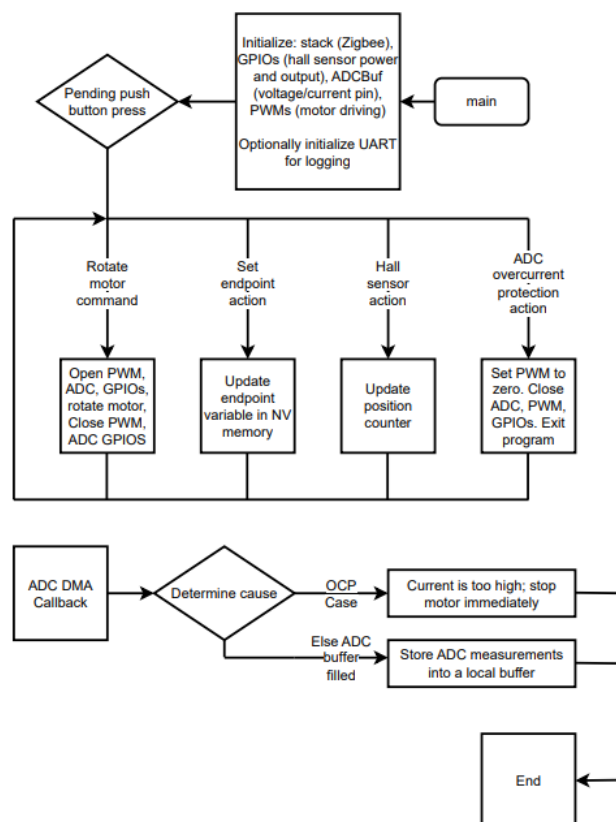 Initialize: stack (Zigbee),
GPIOs (hall sensor power
and output), ADCBuf
(voltage/current pin),
PWMs (motor driving)
Optionally initialize UART
for logging
Pending push
button press
main
Rotate
motor
command
Set
endpoint
action
Hall
sensor
action
ADC
overcurrent
protection
action
Open PWM,
ADC, GPIOs,
rotate motor,
Close PWM,
ADC GPIOS
Update
endpoint
variable in NV
memory
Update
position
counter
Set PWM to
zero. Close
ADC, PWM,
GPIOs. Exit
program
ADC DMA
Callback
Determine cause
OCP
Case
Current is too high; stop
motor immediately
Else ADC
buffer
filled
Store ADC measurements
into a local buffer
End